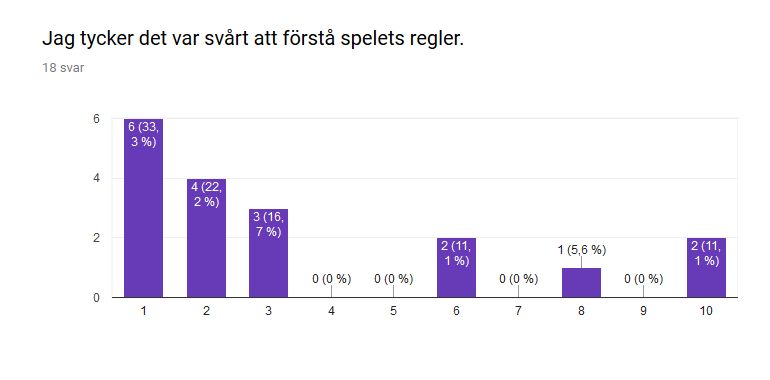 Jag tycker det var svårt att förstå spelets regler.
18 svar
6
4
2
0
6 (33,
3 %)
4 (22,
2 %)
3 (16,
7 %)
0 (0 %)
0 (0 %)
2 (11,
1 %)
0 (0 %)
1 (5,6 %)
0 (0 %)
2 (11,
1 %)
1 2 3 4 5 6 7 8 9 10